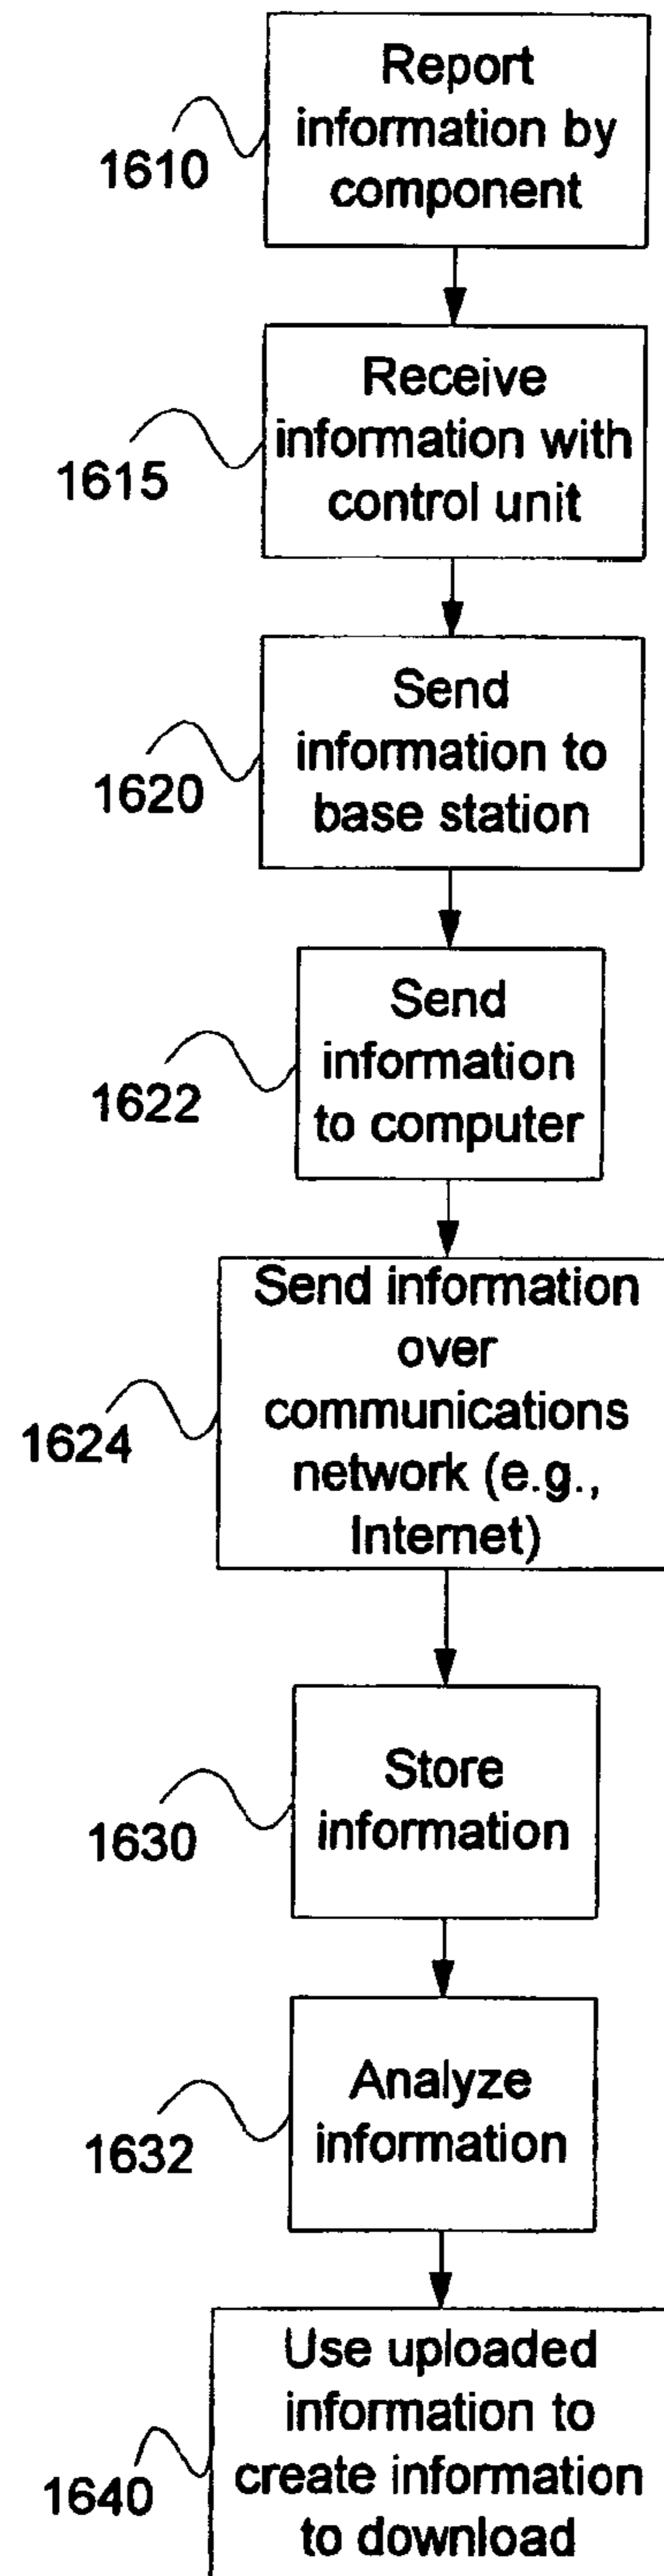 Report
information by
component
1610
Receive
information with
control unit
1615
Send
information to
base station
1620
Send
information
to computer
1622
Send information
over
communications
network (e.g.,
Internet)
1624
Store
information
1630
Analyze
information
1632
Use uploaded
information to
create information
to download
1640